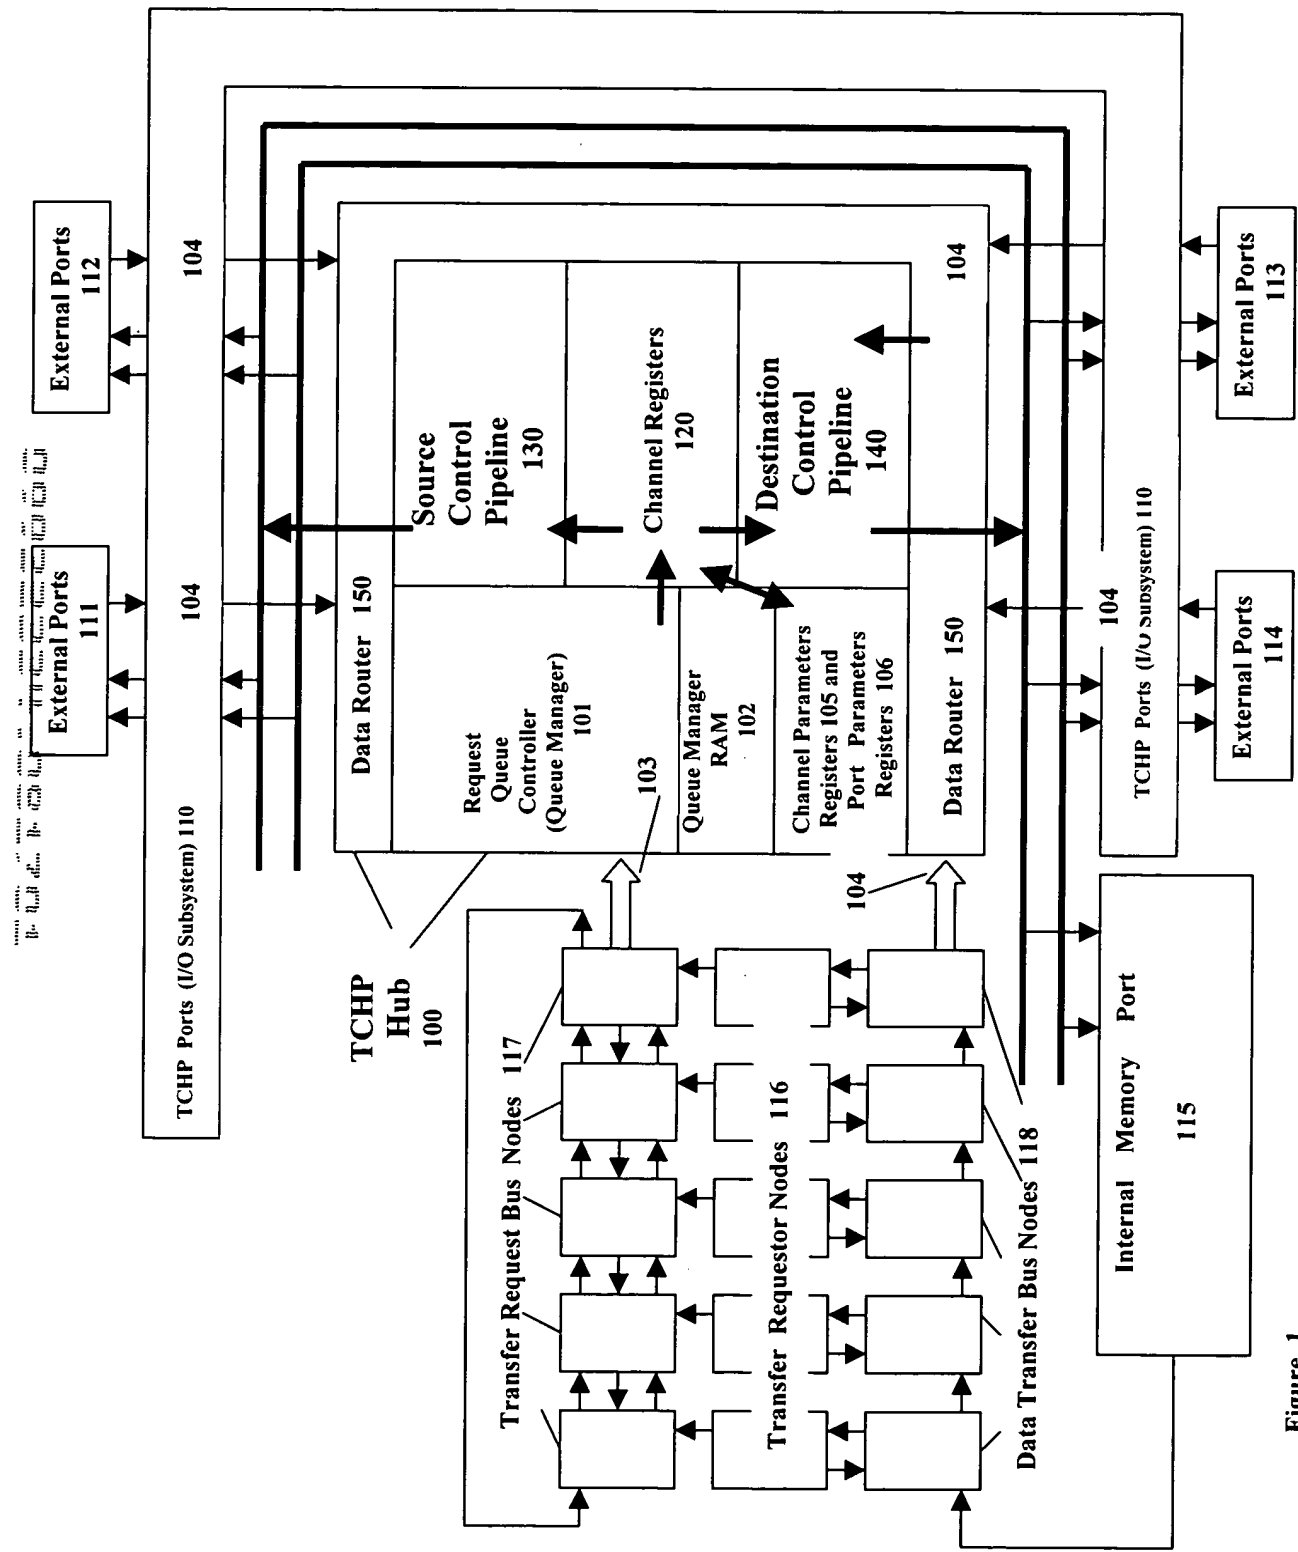 External Ports
111
External Ports
112
TCHP Ports (I/O Subsystem) 110
104
104
TCHP
Hub
100
Data Router 150
Request
Queue
Controller
(Queue Manager)
101
103
Queue Manager
RAM
102
Channel Parameters
Registers 105 and
Port Parameters
Registers 106
Source
Control
Pipeline
130
Channel Registers
120
Destination
Control
Pipeline
140
Data Router 150
104
104
104
Transfer Request Bus Nodes 117
Transfer Requestor Nodes 116
Data Transfer Bus Nodes 118
TCHP Ports (I/O Subsystem) 110
Internal Memory Port
115
External Ports
114
External Ports
113
Figure 1